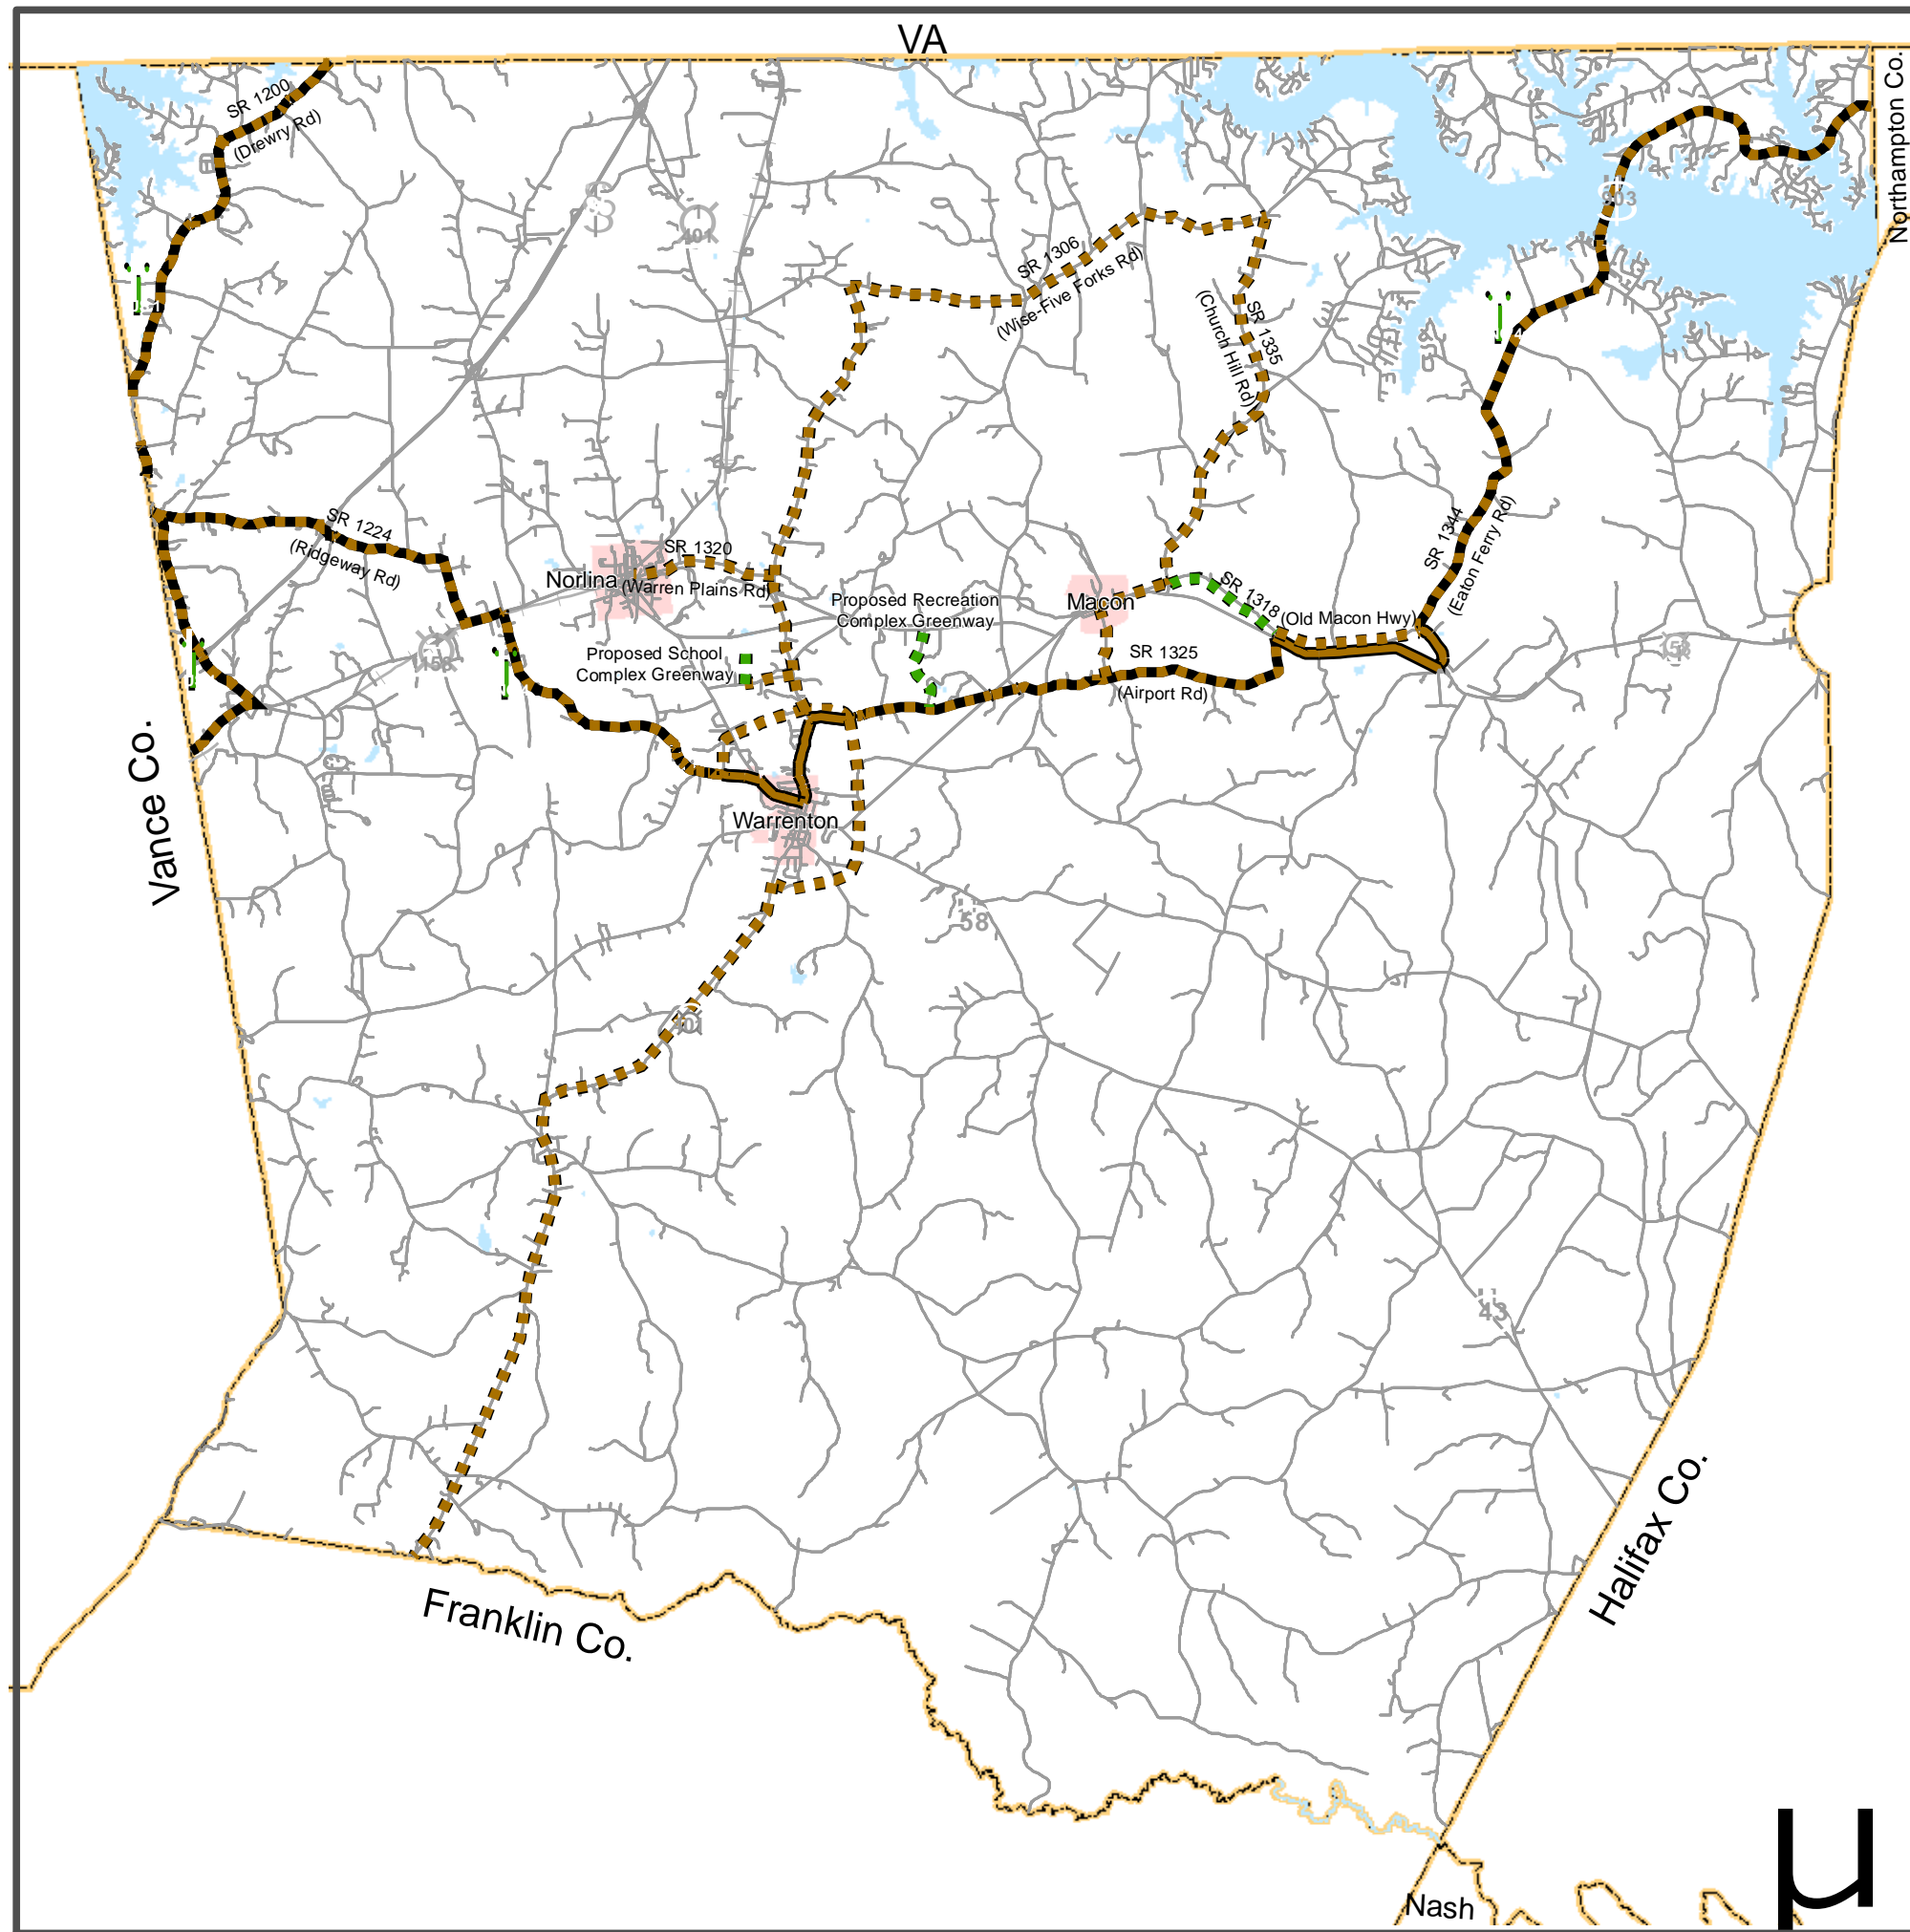 VA
Northampton Co.
SR 1200
(Drewry Rd)
401
903
SR 1306
(Wise-Five Forks Rd)
SR 1335
(Church Hill Rd)
SR 1224
(Ridgeway Rd)
SR 1344
(Eaton Ferry Rd)
SR 1320
Norlina
(Warren Plains Rd)
Macon
SR 1318
(Old Macon Hwy)
Proposed Recreation
Complex Greenway
158
158
Proposed School
Complex Greenway
SR 1325
(Airport Rd)
Vance Co.
Warrenton
58
401
43
Halifax Co.
Franklin Co.
Nash
µ